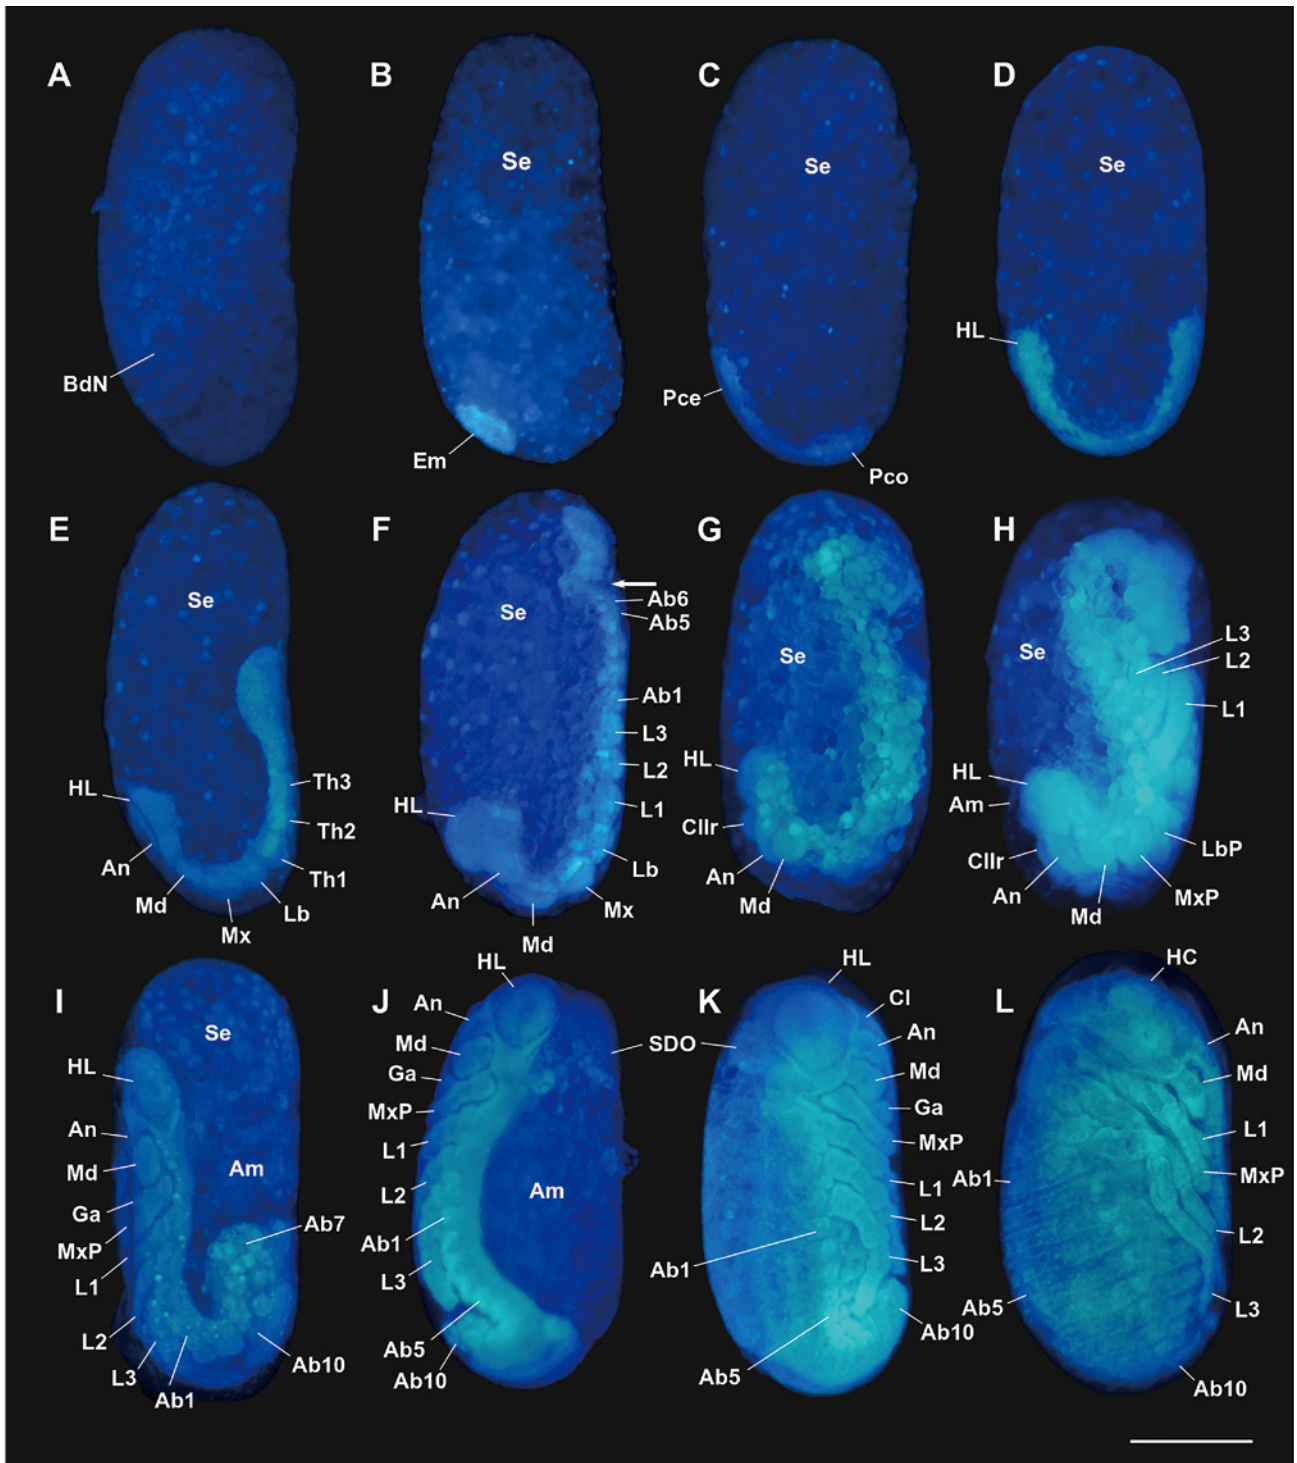 A
BdN
B
Se
Em
C
Se
Pce
Pco
D
Se
HL
E
Se
HL
An
Md
Mx
Lb
Th1
Th2
Th3
F
Se
Ab6
Ab5
Ab1
L3
L2
L1
HL
Lb
An
Mx
Md
G
Se
HL
Cllr
An
Md
H
Se
L3
L2
L1
HL
Am
Cllr
LbP
An
MxP
Md
I
Se
HL
An
Md
Am
Ga
Ab7
MxP
L1
L2
L3
Ab10
Ab1
J
HL
An
Md
Ga
MxP
L1
L2
Am
Ab1
L3
Ab5
Ab10
SDO
K
HL
Cl
An
Md
Ga
MxP
L1
L2
L3
Ab1
Ab10
Ab5
L
HC
An
Md
L1
MxP
Ab1
L2
Ab5
L3
Ab10